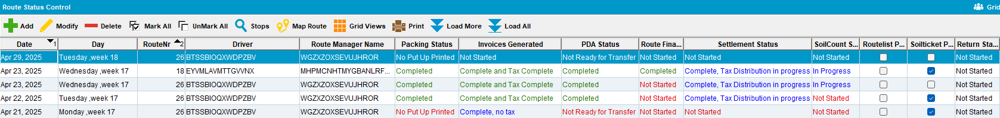 Route Status Control Grid
Add Modify Delete Mark All UnMark All Stops Map Route Grid Views Print Load More Load All
Date 1 Day RouteNr 2 Driver Route Manager Name Packing Status Invoices Generated PDA Status Route Fina... Settlement Status SoilCount S... Routelist P... Soilticket P... Return Sta...
Apr 29, 2025 Tuesday ,week 18 26 BTSSBIOQXWDPZBV WGZXZOXSEVUJHROR No Put Up Printed Not Started Not Ready for Transfer Not Started Not Started Not Started Not Started
Apr 23, 2025 Wednesday ,week 17 18 EYVMLAVMTTGVVNX MHPMCNHTMYGBANLRF... Completed Complete and Tax Complete Completed Completed Complete, Tax Distribution in progress In Progress Not Started
Apr 23, 2025 Wednesday ,week 17 26 BTSSBIOQXWDPZBV WGZXZOXSEVUJHROR Completed Complete and Tax Complete Completed Not Started Complete, Tax Distribution in progress In Progress Not Started
Apr 22, 2025 Tuesday ,week 17 26 BTSSBIOQXWDPZBV WGZXZOXSEVUJHROR Completed Complete and Tax Complete Completed Not Started Complete, Tax Distribution in progress Not Started Not Started
Apr 21, 2025 Monday ,week 17 26 BTSSBIOQXWDPZBV WGZXZOXSEVUJHROR No Put Up Printed Complete, no tax Not Ready for Transfer Not Started Not Started Not Started Not Started